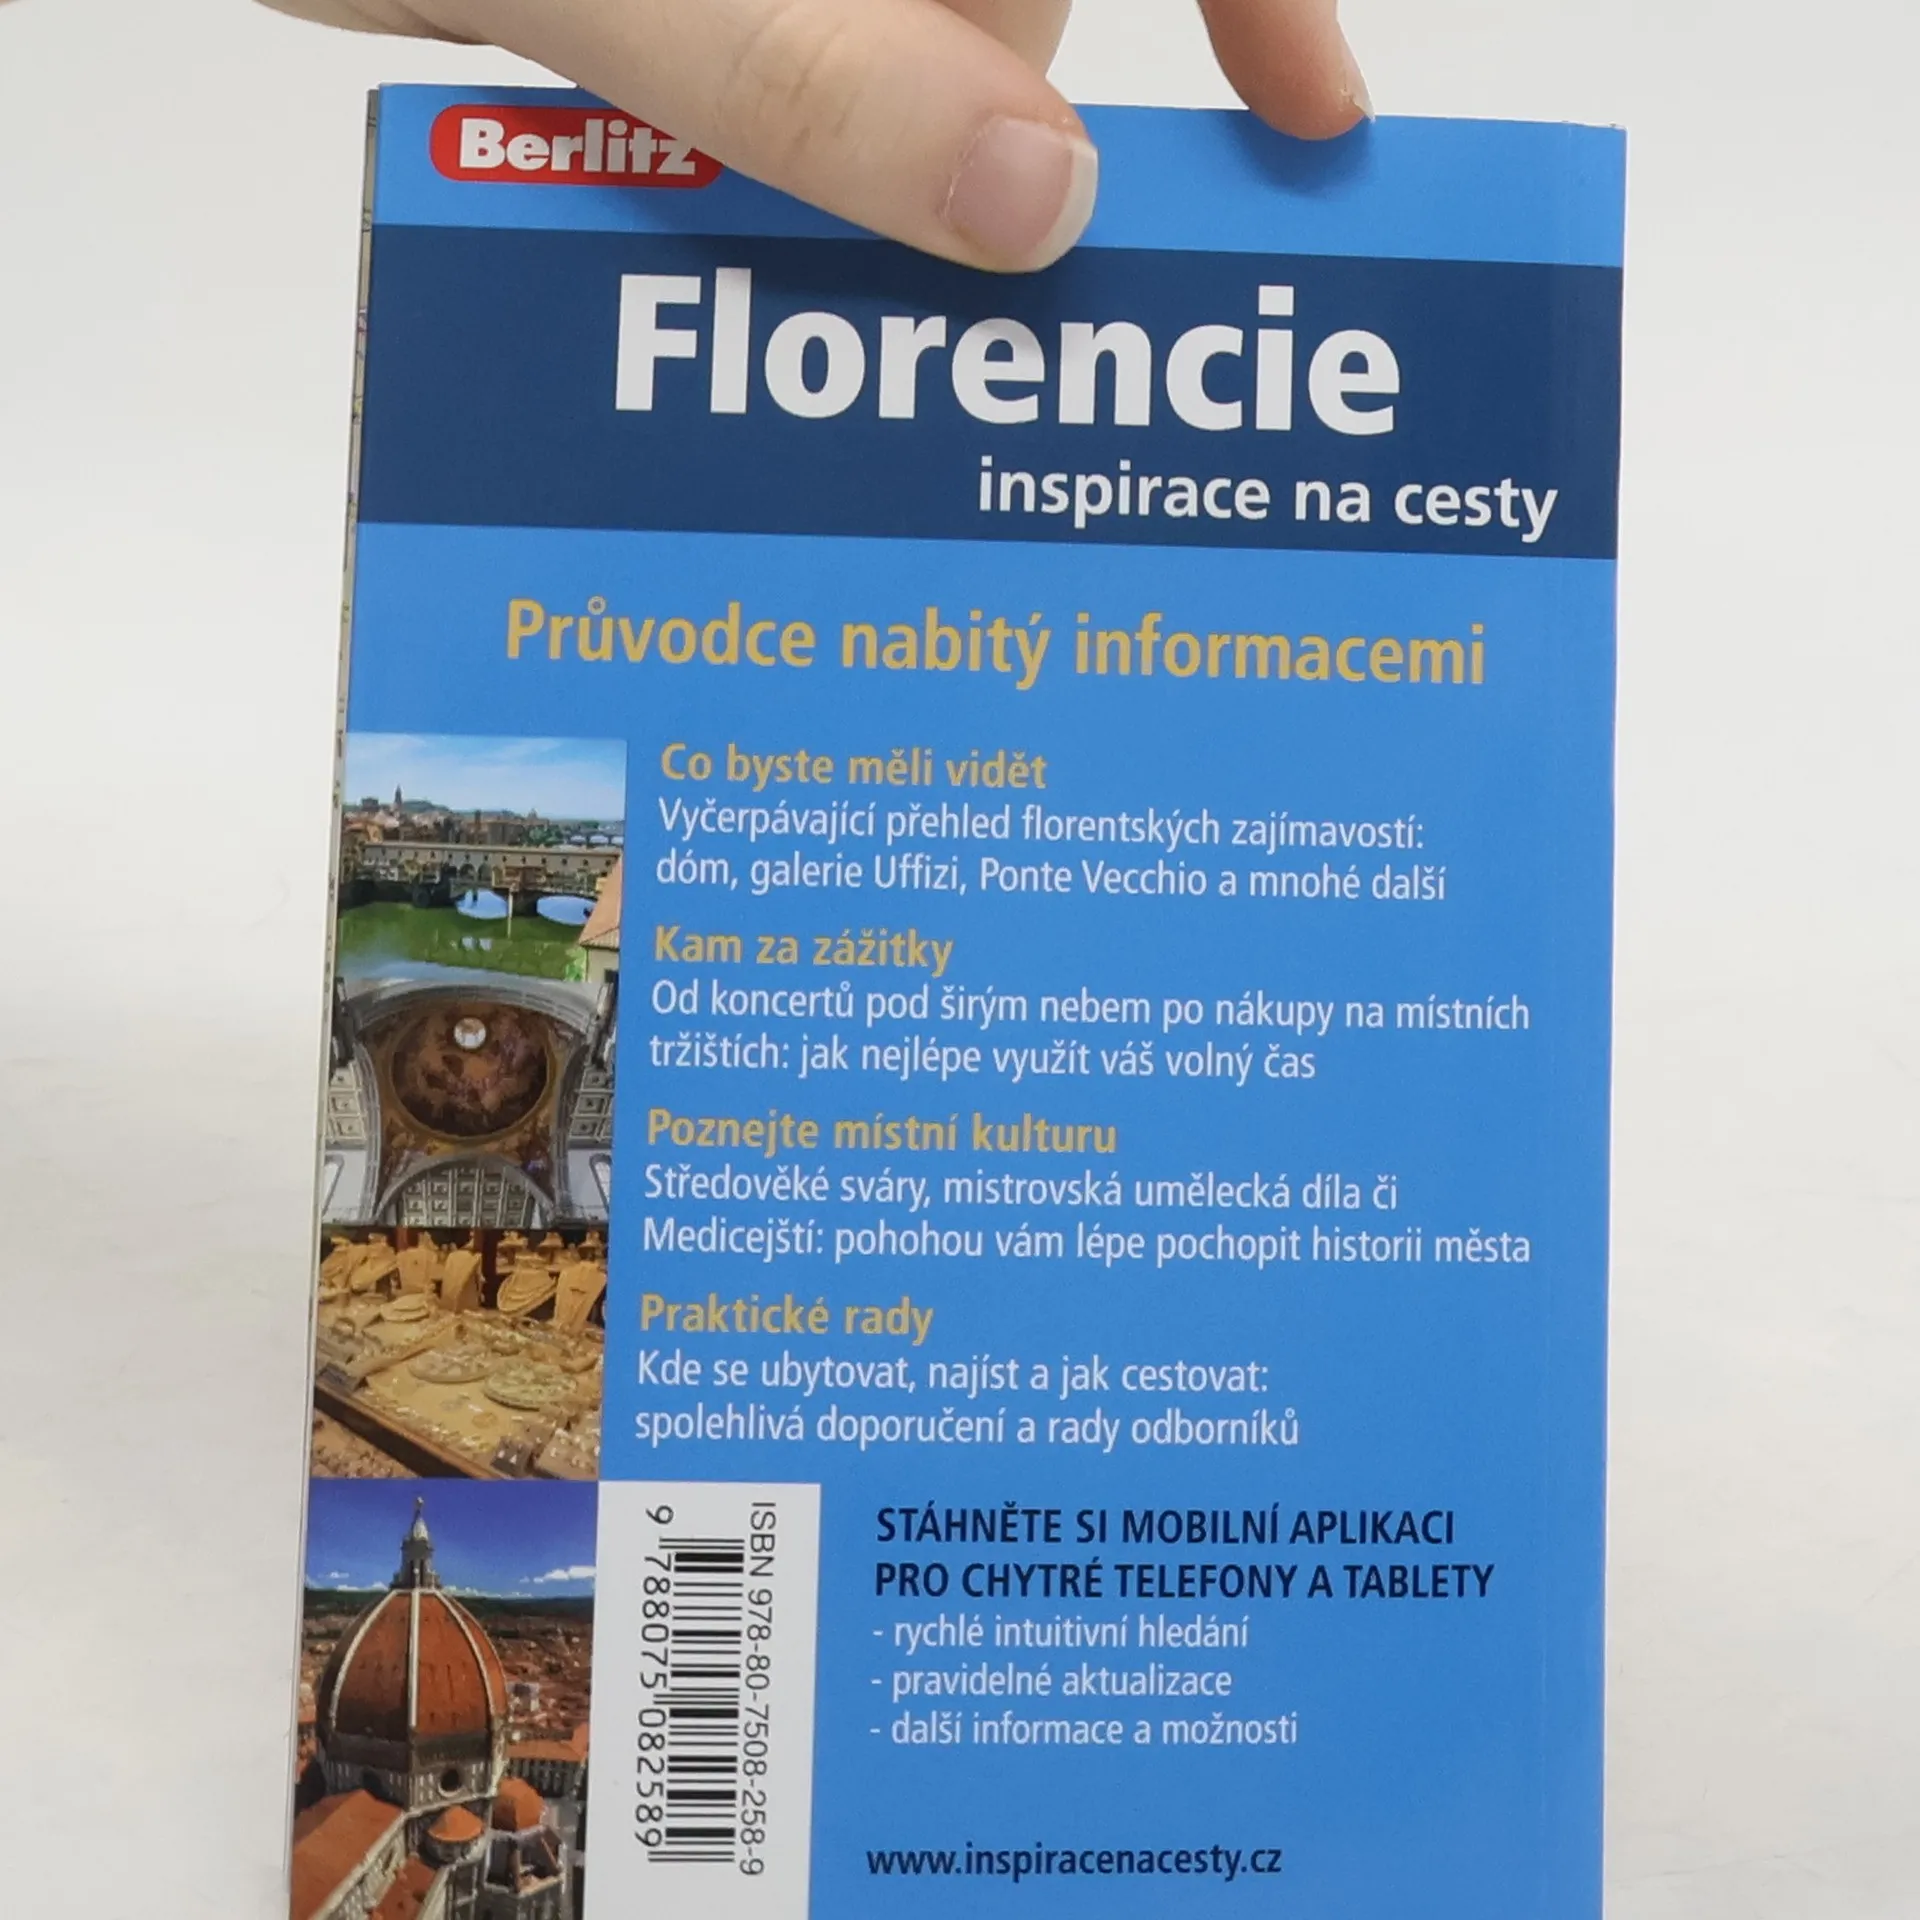 Berlitz
Florencie
inspirace na cesty
Průvodce nabitý informacemi
Co byste měli vidět
Vyčerpávající přehled florentských zajímavostí:
dóm, galerie Uffizi, Ponte Vecchio a mnohé další
Kam za zážitky
Od koncertů pod širým nebem po nákupy na místních
tržištích: jak nejlépe využít váš volný čas
Poznejte místní kulturu
Středověké sváry, mistrovská umělecká díla či
Medicejští: pohohou vám lépe pochopit historii města
Praktické rady
Kde se ubytovat, najíst a jak cestovat:
spolehlivá doporučení a rady odborníků
ISBN 978-80-7508-258-9
9 788075 082589
STÁHNĚTE SI MOBILNÍ APLIKACI
PRO CHYTRÉ TELEFONY A TABLETY
- rychlé intuitivní hledání
- pravidelné aktualizace
- další informace a možnosti
www.inspiracenacesty.cz